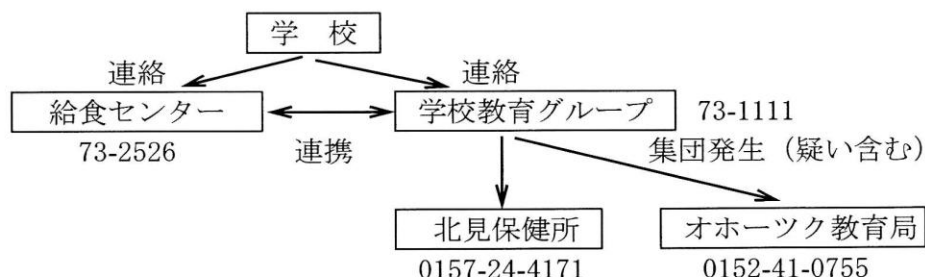 学　校
連絡　連絡
給食センター　学校教育グループ　73-1111
73-2526　連携　集団発生（疑い含む）
北見保健所　オホーツク教育局
0157-24-4171　0152-41-0755